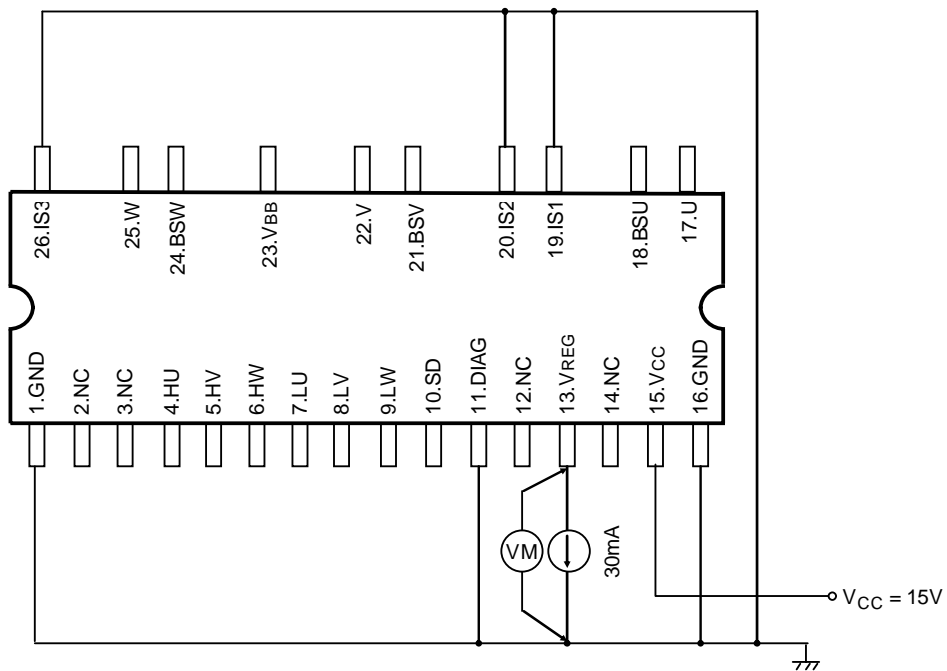 26.IS3
25.W
24.BSW
23.VBB
22.V
21.BSV
20.IS2
19.IS1
18.BSU
17.U
1.GND
2.NC
3.NC
4.HU
5.HV
6.HW
7.LU
8.LV
9.LW
10.SD
11.DIAG
12.NC
13.VREG
14.NC
15.VCC
16.GND
VM
30mA
VCC = 15V